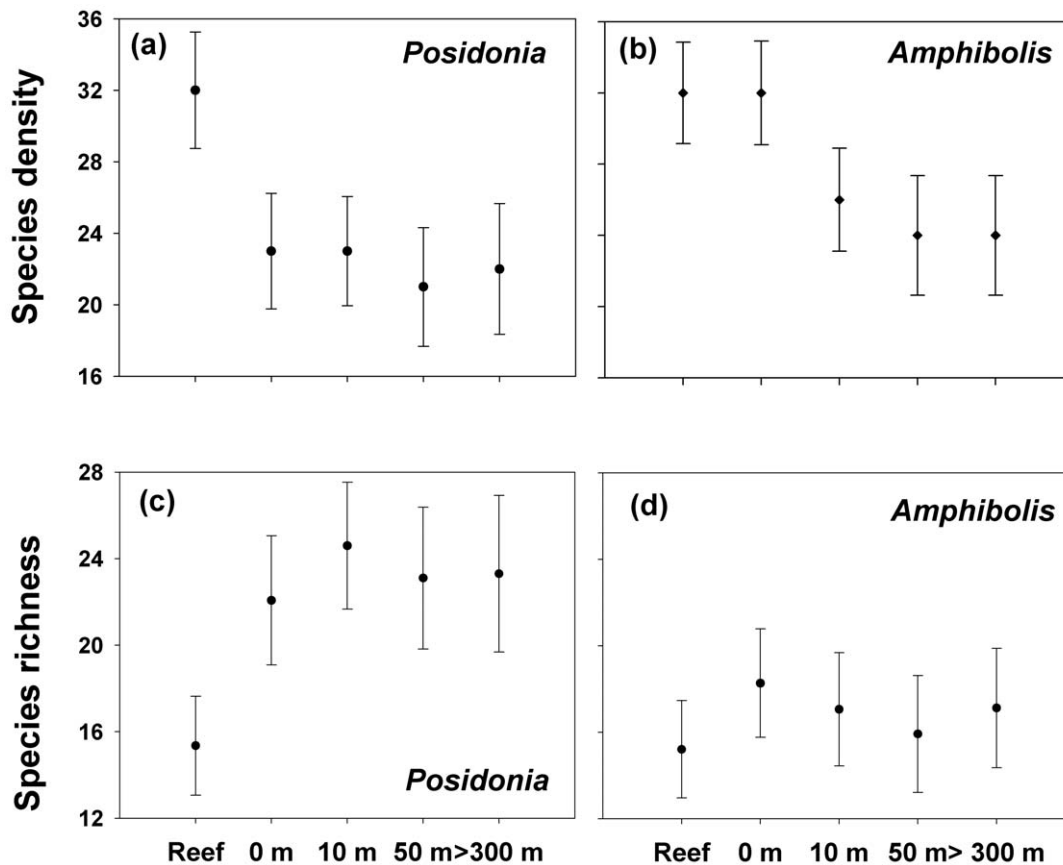 (a)
Posidonia
(b)
Amphibolis
Species density
36
32
28
24
20
16
(c)
Posidonia
(d)
Amphibolis
Species richness
28
24
20
16
12
Reef 0 m 10 m 50 m>300 m
Reef 0 m 10 m 50 m> 300 m